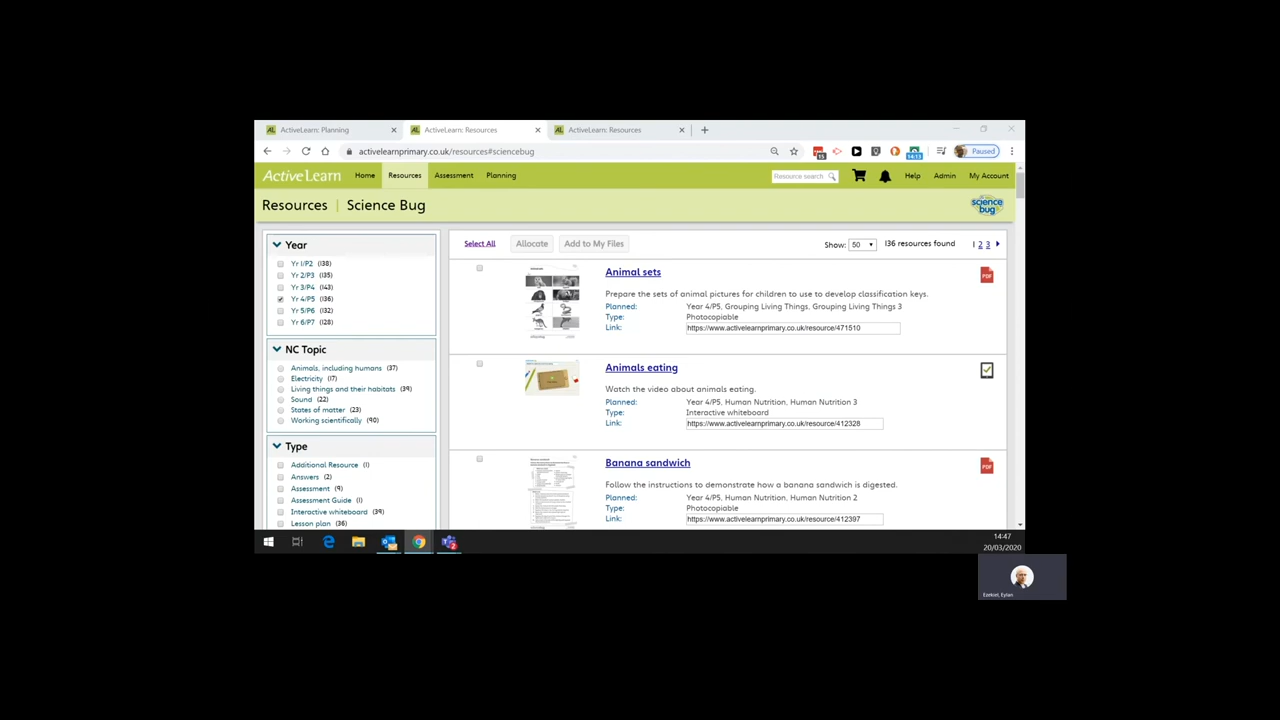 ActiveLearn: Planning
ActiveLearn: Resources
ActiveLearn: Resources
activelearnprimary.co.uk/resources#sciencebug
15
14:13
Paused
ActiveLearn
Home
Resources
Assessment
Planning
Resource search
Help
Admin
My Account
Resources | Science Bug
science bug
Year
Yr 1/P2 (138)
Yr 2/P3 (135)
Yr 3/P4 (143)
Yr 4/P5 (136)
Yr 5/P6 (132)
Yr 6/P7 (128)
NC Topic
Animals, including humans (37)
Electricity (17)
Living things and their habitats (39)
Sound (22)
States of matter (23)
Working scientifically (90)
Type
Additional Resource (1)
Answers (2)
Assessment (9)
Assessment Guide (1)
Interactive whiteboard (39)
Lesson plan (36)
Select All
Allocate
Add to My Files
Show: 50
136 resources found
1 2 3
Animal sets
PDF
Prepare the sets of animal pictures for children to use to develop classification keys.
Planned: Year 4/P5, Grouping Living Things, Grouping Living Things 3
Type: Photocopiable
Link: https://www.activelearnprimary.co.uk/resource/471510
Animals eating
Watch the video about animals eating.
Planned: Year 4/P5, Human Nutrition, Human Nutrition 3
Type: Interactive whiteboard
Link: https://www.activelearnprimary.co.uk/resource/412328
Banana sandwich
PDF
Follow the instructions to demonstrate how a banana sandwich is digested.
Planned: Year 4/P5, Human Nutrition, Human Nutrition 2
Type: Photocopiable
Link: https://www.activelearnprimary.co.uk/resource/412397
14:47
20/03/2020
Ezekiel, Eylan